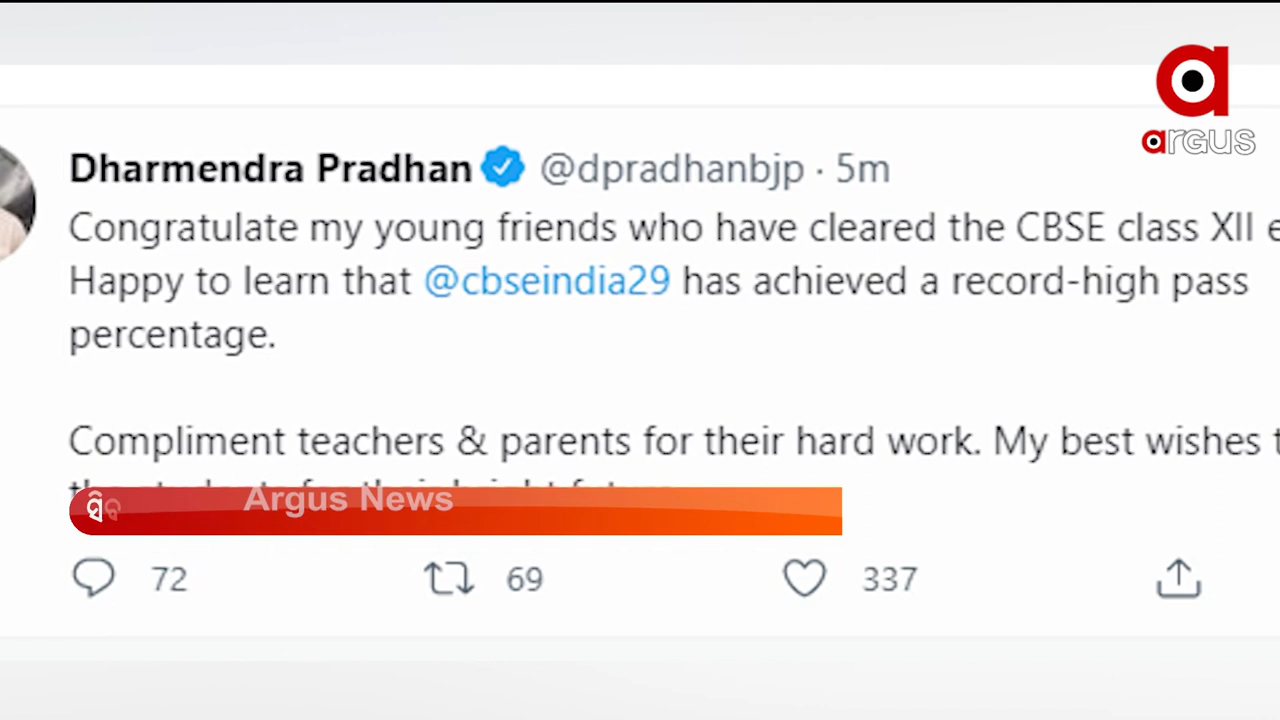 argus
Dharmendra Pradhan @dpradhanbjp · 5m
Congratulate my young friends who have cleared the CBSE class XII
Happy to learn that @cbseindia29 has achieved a record-high pass
percentage.
Compliment teachers & parents for their hard work. My best wishes
Argus News
72 69 337